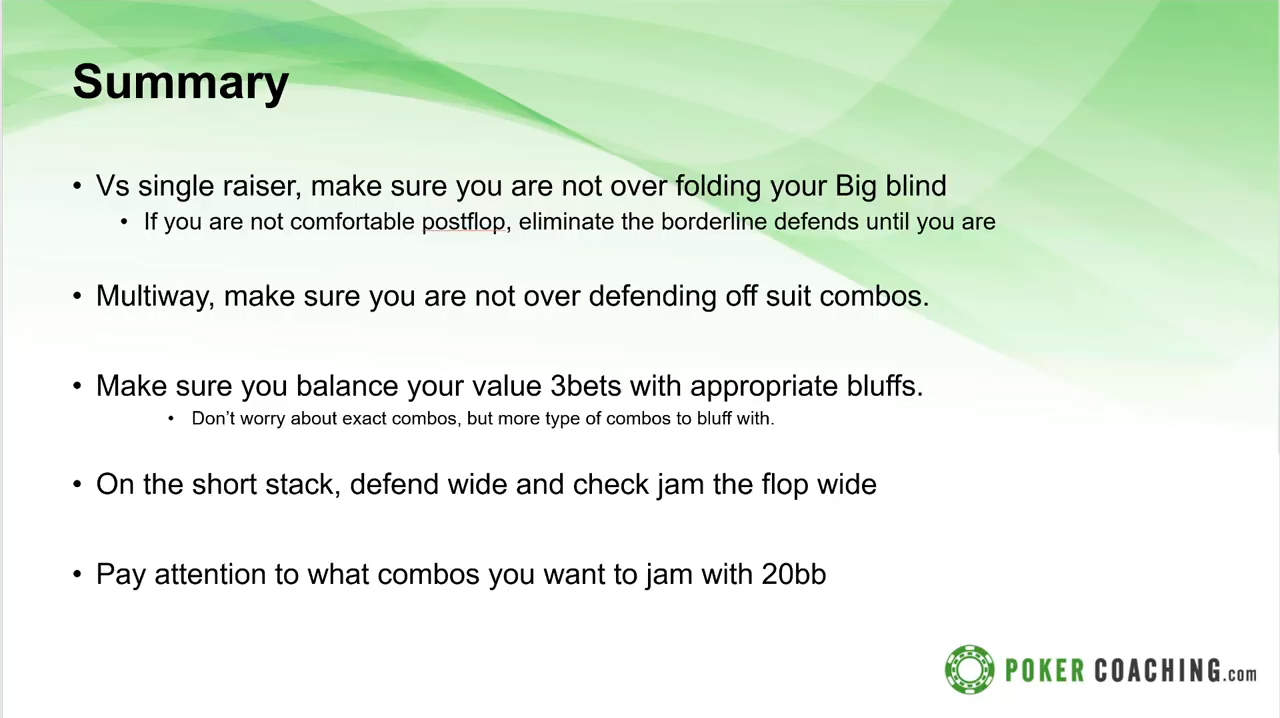 Summary
• Vs single raiser, make sure you are not over folding your Big blind
• If you are not comfortable postflop, eliminate the borderline defends until you are
• Multiway, make sure you are not over defending off suit combos.
• Make sure you balance your value 3bets with appropriate bluffs.
• Don’t worry about exact combos, but more type of combos to bluff with.
• On the short stack, defend wide and check jam the flop wide
• Pay attention to what combos you want to jam with 20bb
POKER COACHING.com